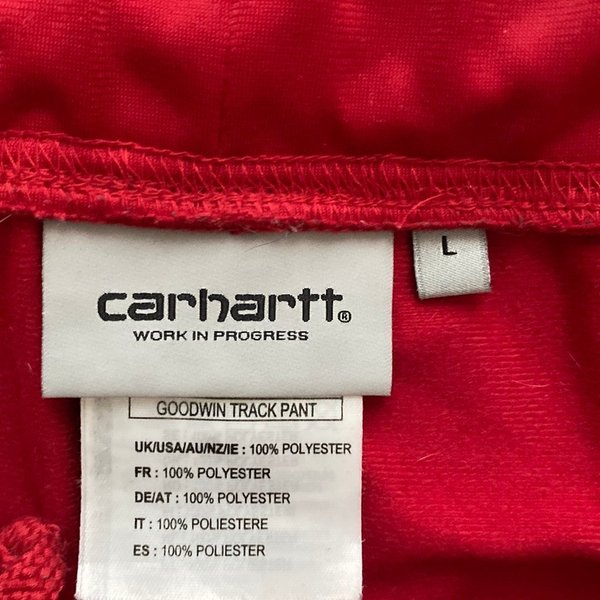 carhartt®
WORK IN PROGRESS
L
GOODWIN TRACK PANT
UK/USA/AU/NZ/IE : 100% POLYESTER
FR : 100% POLYESTER
DE/AT : 100% POLYESTER
IT : 100% POLIESTERE
ES : 100% POLIESTER